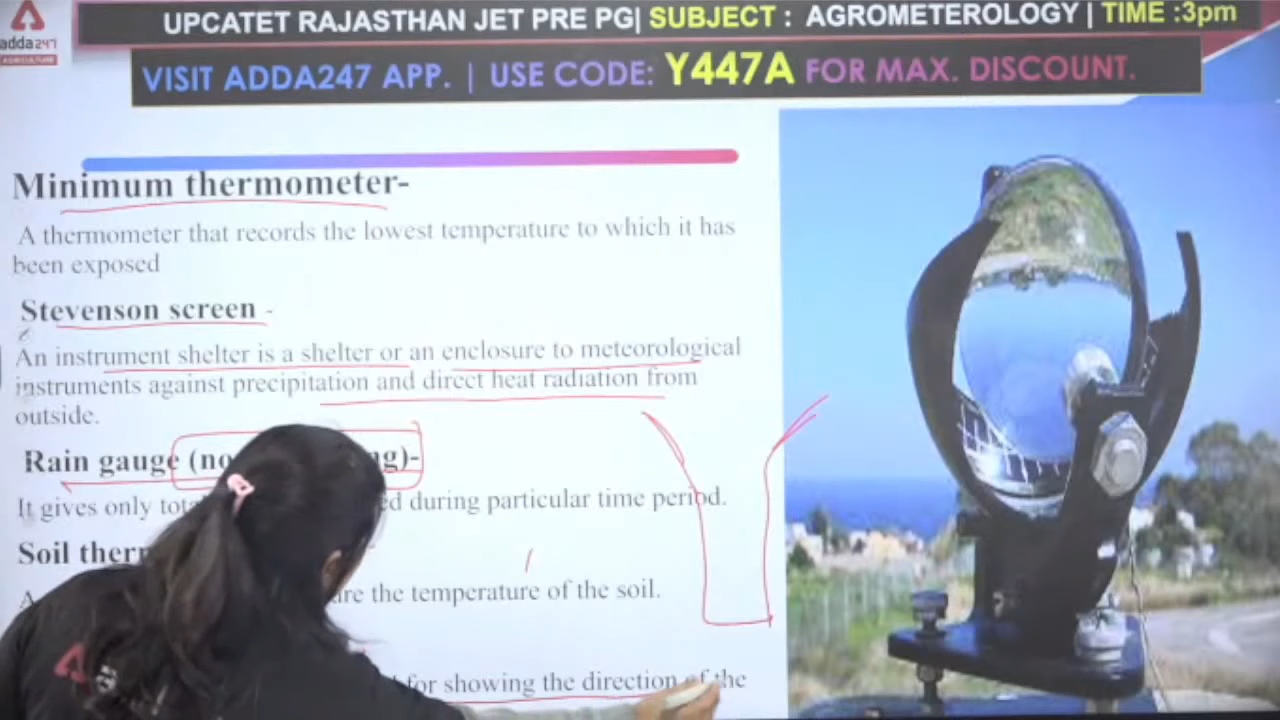 UPCATET RAJASTHAN JET PRE PG| SUBJECT : AGROMETEROLOGY | TIME :3pm
adda247
AGRICULTURE
VISIT ADDA247 APP. | USE CODE: Y447A FOR MAX. DISCOUNT.
Minimum thermometer-
A thermometer that records the lowest temperature to which it has
been exposed
Stevenson screen -
An instrument shelter is a shelter or an enclosure to meteorological
instruments against precipitation and direct heat radiation from
outside.
Rain gauge
It gives only during particular time period.
Soil
the temperature of the soil.
for showing the direction of the